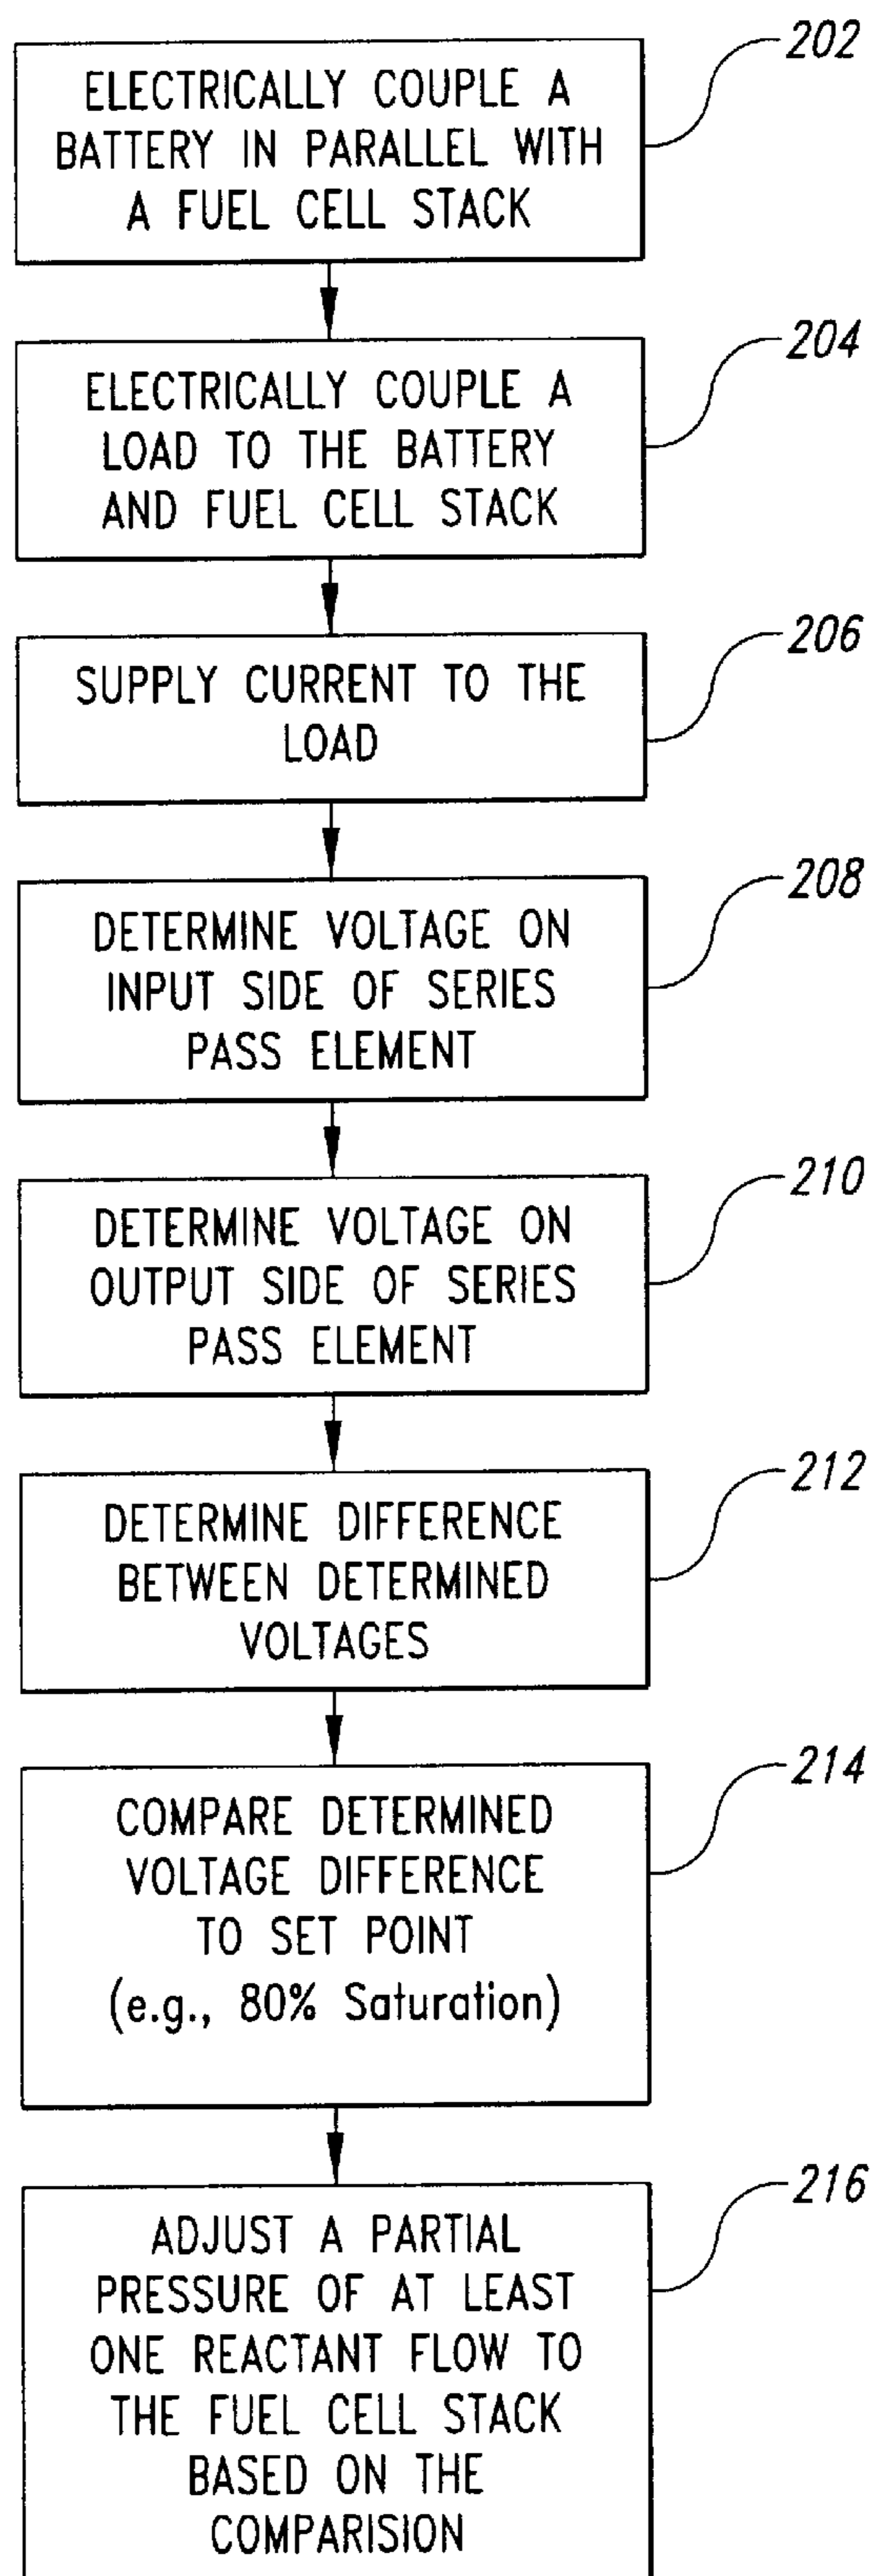 202
ELECTRICALLY COUPLE A
BATTERY IN PARALLEL WITH
A FUEL CELL STACK
204
ELECTRICALLY COUPLE A
LOAD TO THE BATTERY
AND FUEL CELL STACK
206
SUPPLY CURRENT TO THE
LOAD
208
DETERMINE VOLTAGE ON
INPUT SIDE OF SERIES
PASS ELEMENT
210
DETERMINE VOLTAGE ON
OUTPUT SIDE OF SERIES
PASS ELEMENT
212
DETERMINE DIFFERENCE
BETWEEN DETERMINED
VOLTAGES
214
COMPARE DETERMINED
VOLTAGE DIFFERENCE
TO SET POINT
(e.g., 80% Saturation)
216
ADJUST A PARTIAL
PRESSURE OF AT LEAST
ONE REACTANT FLOW TO
THE FUEL CELL STACK
BASED ON THE
COMPARISION